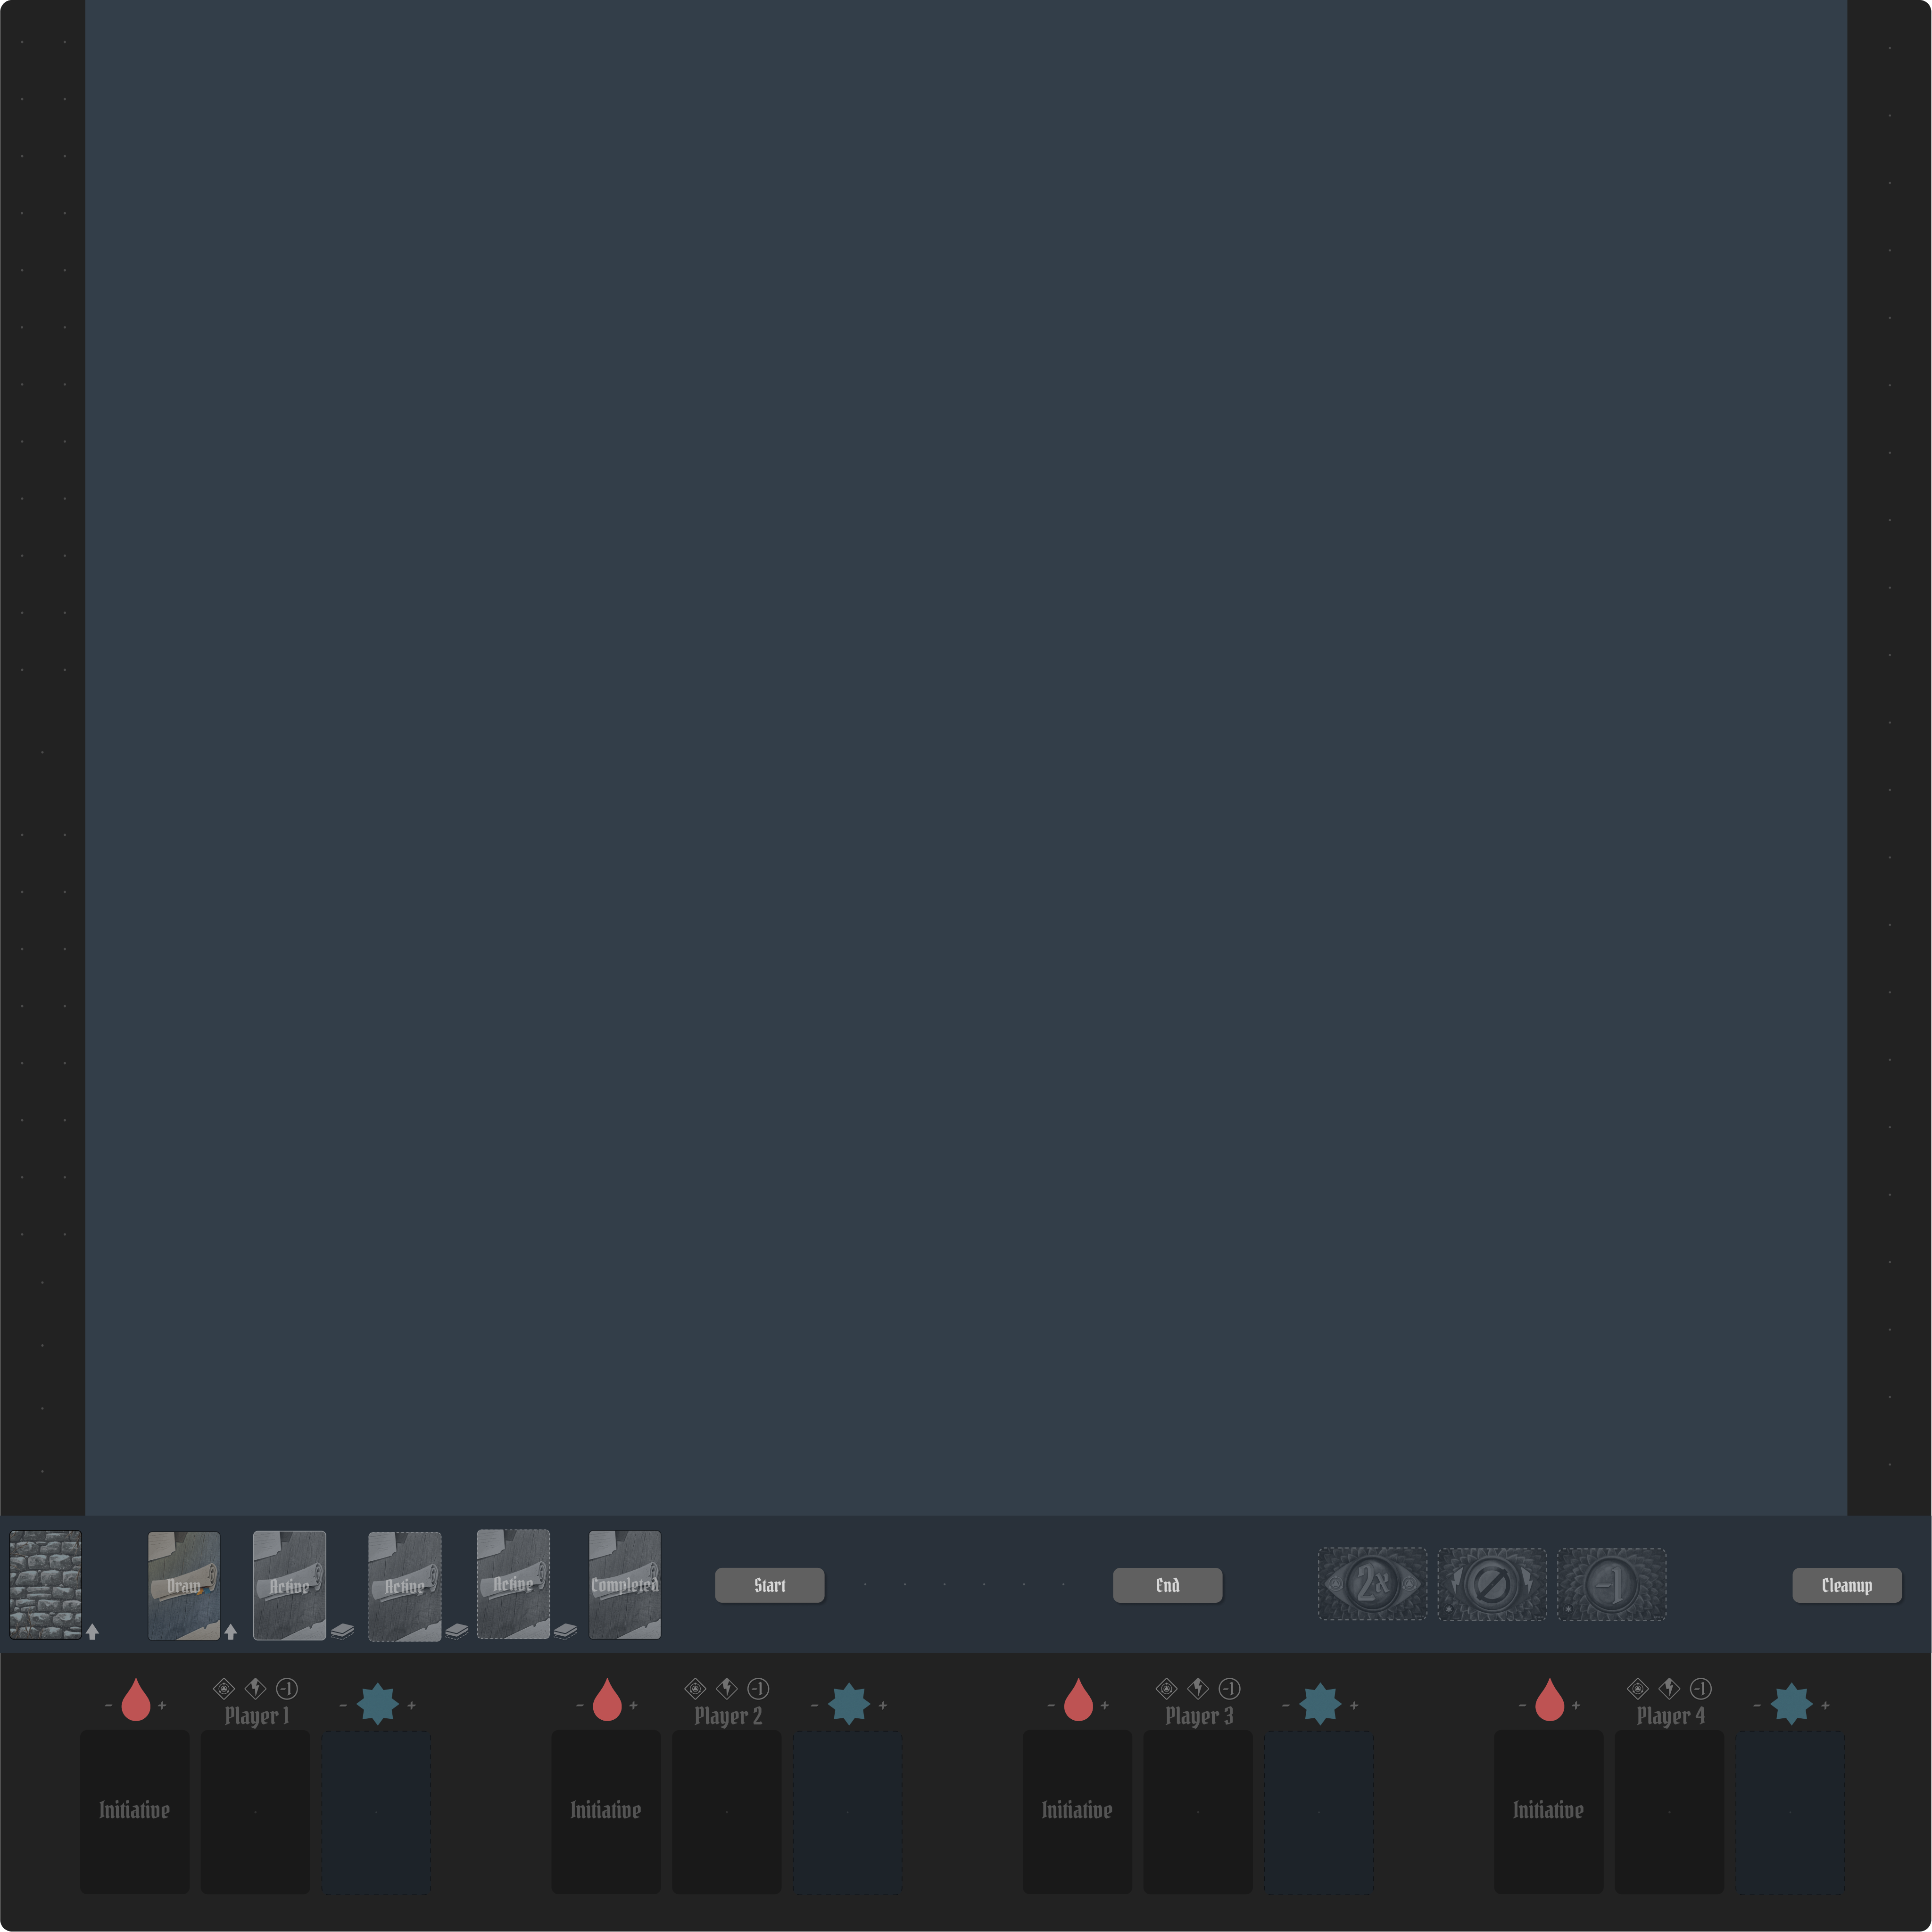 Draw
Active
Active
Active
Completed
Start
End
2x
-1
Cleanup
- +
-1
Player 1
- +
- +
-1
Player 2
- +
- +
-1
Player 3
- +
- +
-1
Player 4
- +
Initiative
Initiative
Initiative
Initiative